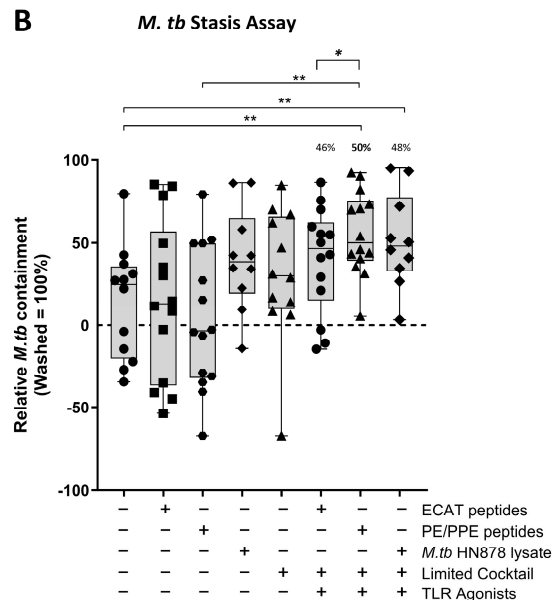 B
M. tb Stasis Assay
*
**
**
**
46% 50% 48%
100
50
0
-50
-100
Relative M.tb containment
(Washed = 100%)
– + – – – + – – ECAT peptides
– – + – – – + – PE/PPE peptides
– – – + – – – + M.tb HN878 lysate
– – – – + + + + Limited Cocktail
– – – – – + + + TLR Agonists